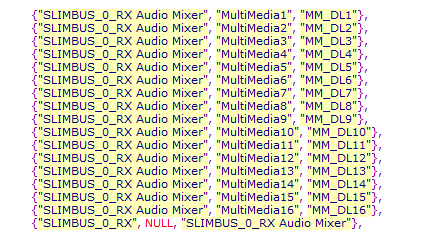 {"SLIMBUS_0_RX Audio Mixer", "MultiMedia1", "MM_DL1"},
{"SLIMBUS_0_RX Audio Mixer", "MultiMedia2", "MM_DL2"},
{"SLIMBUS_0_RX Audio Mixer", "MultiMedia3", "MM_DL3"},
{"SLIMBUS_0_RX Audio Mixer", "MultiMedia4", "MM_DL4"},
{"SLIMBUS_0_RX Audio Mixer", "MultiMedia5", "MM_DL5"},
{"SLIMBUS_0_RX Audio Mixer", "MultiMedia6", "MM_DL6"},
{"SLIMBUS_0_RX Audio Mixer", "MultiMedia7", "MM_DL7"},
{"SLIMBUS_0_RX Audio Mixer", "MultiMedia8", "MM_DL8"},
{"SLIMBUS_0_RX Audio Mixer", "MultiMedia9", "MM_DL9"},
{"SLIMBUS_0_RX Audio Mixer", "MultiMedia10", "MM_DL10"},
{"SLIMBUS_0_RX Audio Mixer", "MultiMedia11", "MM_DL11"},
{"SLIMBUS_0_RX Audio Mixer", "MultiMedia12", "MM_DL12"},
{"SLIMBUS_0_RX Audio Mixer", "MultiMedia13", "MM_DL13"},
{"SLIMBUS_0_RX Audio Mixer", "MultiMedia14", "MM_DL14"},
{"SLIMBUS_0_RX Audio Mixer", "MultiMedia15", "MM_DL15"},
{"SLIMBUS_0_RX Audio Mixer", "MultiMedia16", "MM_DL16"},
{"SLIMBUS_0_RX", NULL, "SLIMBUS_0_RX Audio Mixer"},